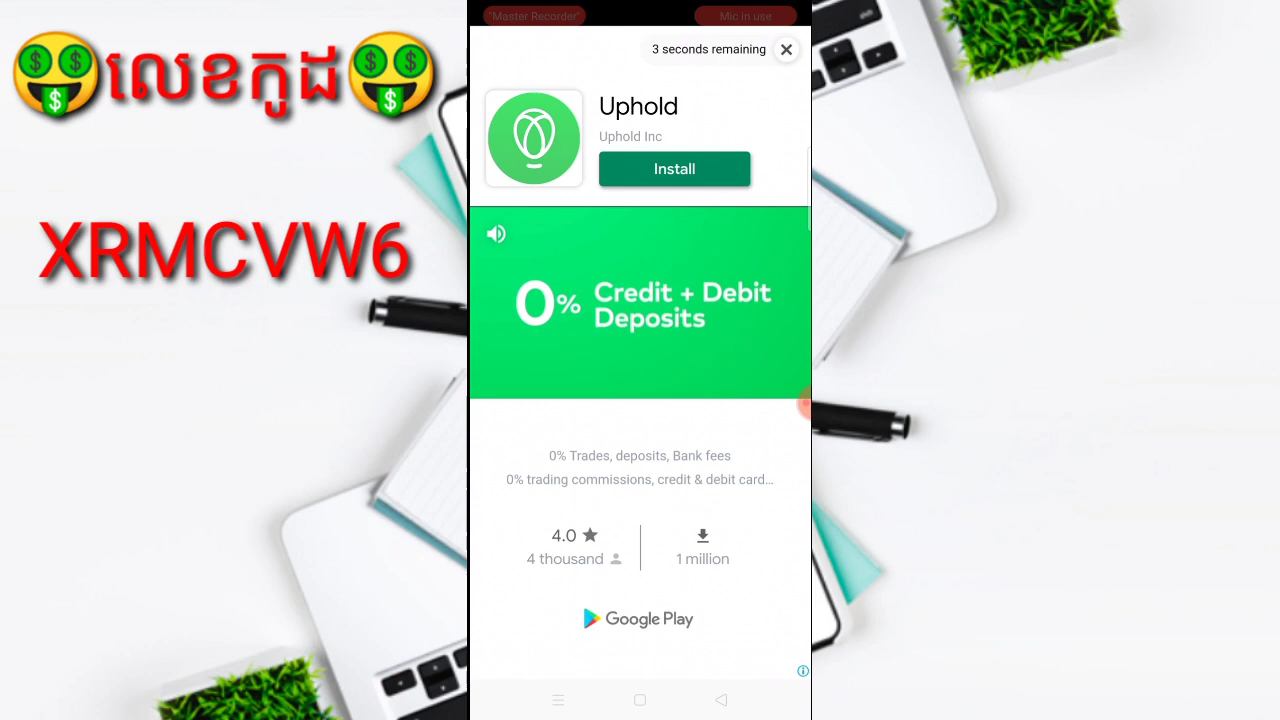 លេខកូដ
XRMCVW6
"Master Recorder"
Mic in use
3 seconds remaining
Uphold
Uphold Inc
Install
0% Credit + Debit
Deposits
0% Trades, deposits, Bank fees
0% trading commissions, credit & debit card...
4.0
4 thousand
1 million
Google Play